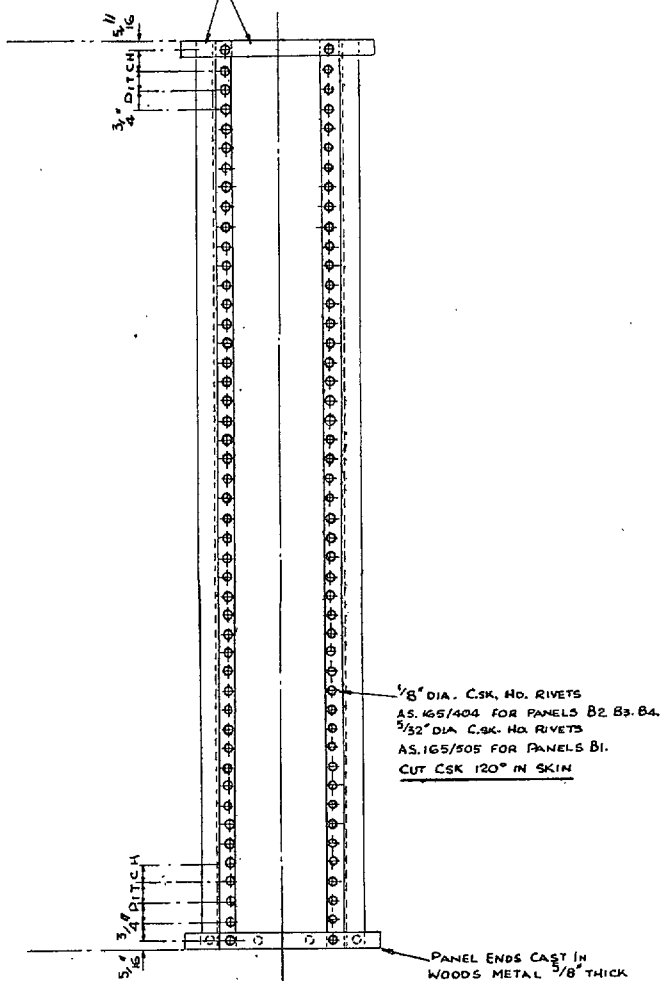 5/16"
3/4" PITCH
1/8" DIA. CSK, HD. RIVETS
AS.165/404 FOR PANELS B2 B3. B4.
5/32" DIA CSK. HD. RIVETS
AS.165/505 FOR PANELS B1.
CUT CSK 120° IN SKIN
3/4" PITCH
5/16"
PANEL ENDS CAST IN
WOODS METAL 5/8" THICK